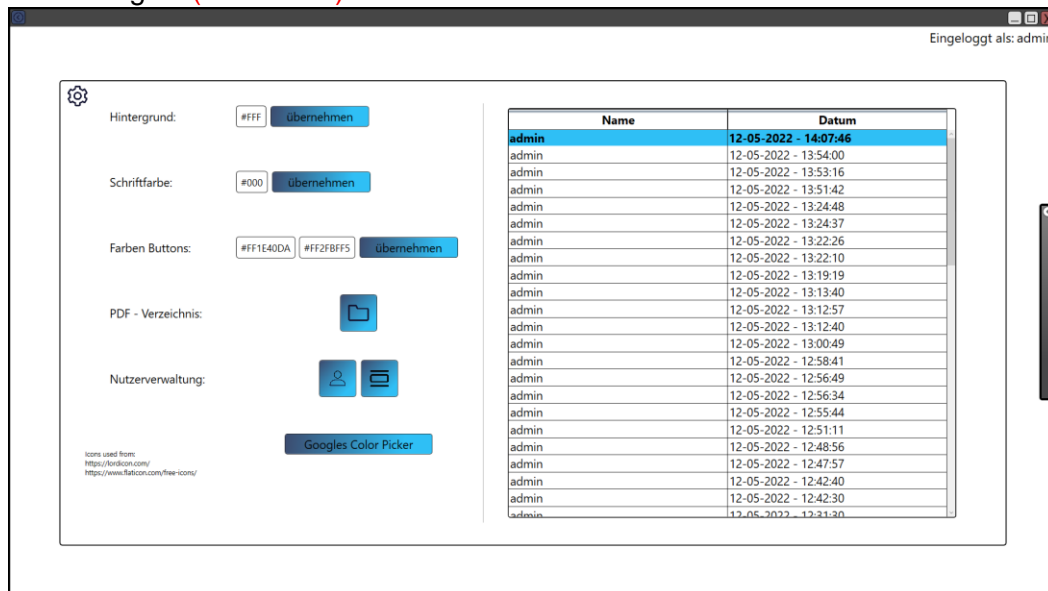 Eingeloggt als: admin
Hintergrund:
#FFF
übernehmen
Schriftfarbe:
#000
übernehmen
Farben Buttons:
#FF1E40DA
#FF2FBFF5
übernehmen
PDF - Verzeichnis:
Nutzerverwaltung:
Googles Color Picker
Icons used from:
https://lordicon.com/
https://www.flaticon.com/free-icons/
Name Datum
admin 12-05-2022 - 14:07:46
admin 12-05-2022 - 13:54:00
admin 12-05-2022 - 13:53:16
admin 12-05-2022 - 13:51:42
admin 12-05-2022 - 13:24:48
admin 12-05-2022 - 13:24:37
admin 12-05-2022 - 13:22:26
admin 12-05-2022 - 13:22:10
admin 12-05-2022 - 13:19:19
admin 12-05-2022 - 13:13:40
admin 12-05-2022 - 13:12:57
admin 12-05-2022 - 13:12:40
admin 12-05-2022 - 13:00:49
admin 12-05-2022 - 12:58:41
admin 12-05-2022 - 12:56:49
admin 12-05-2022 - 12:56:34
admin 12-05-2022 - 12:55:44
admin 12-05-2022 - 12:51:11
admin 12-05-2022 - 12:48:56
admin 12-05-2022 - 12:47:57
admin 12-05-2022 - 12:42:40
admin 12-05-2022 - 12:42:30
admin 12-05-2022 - 12:31:30